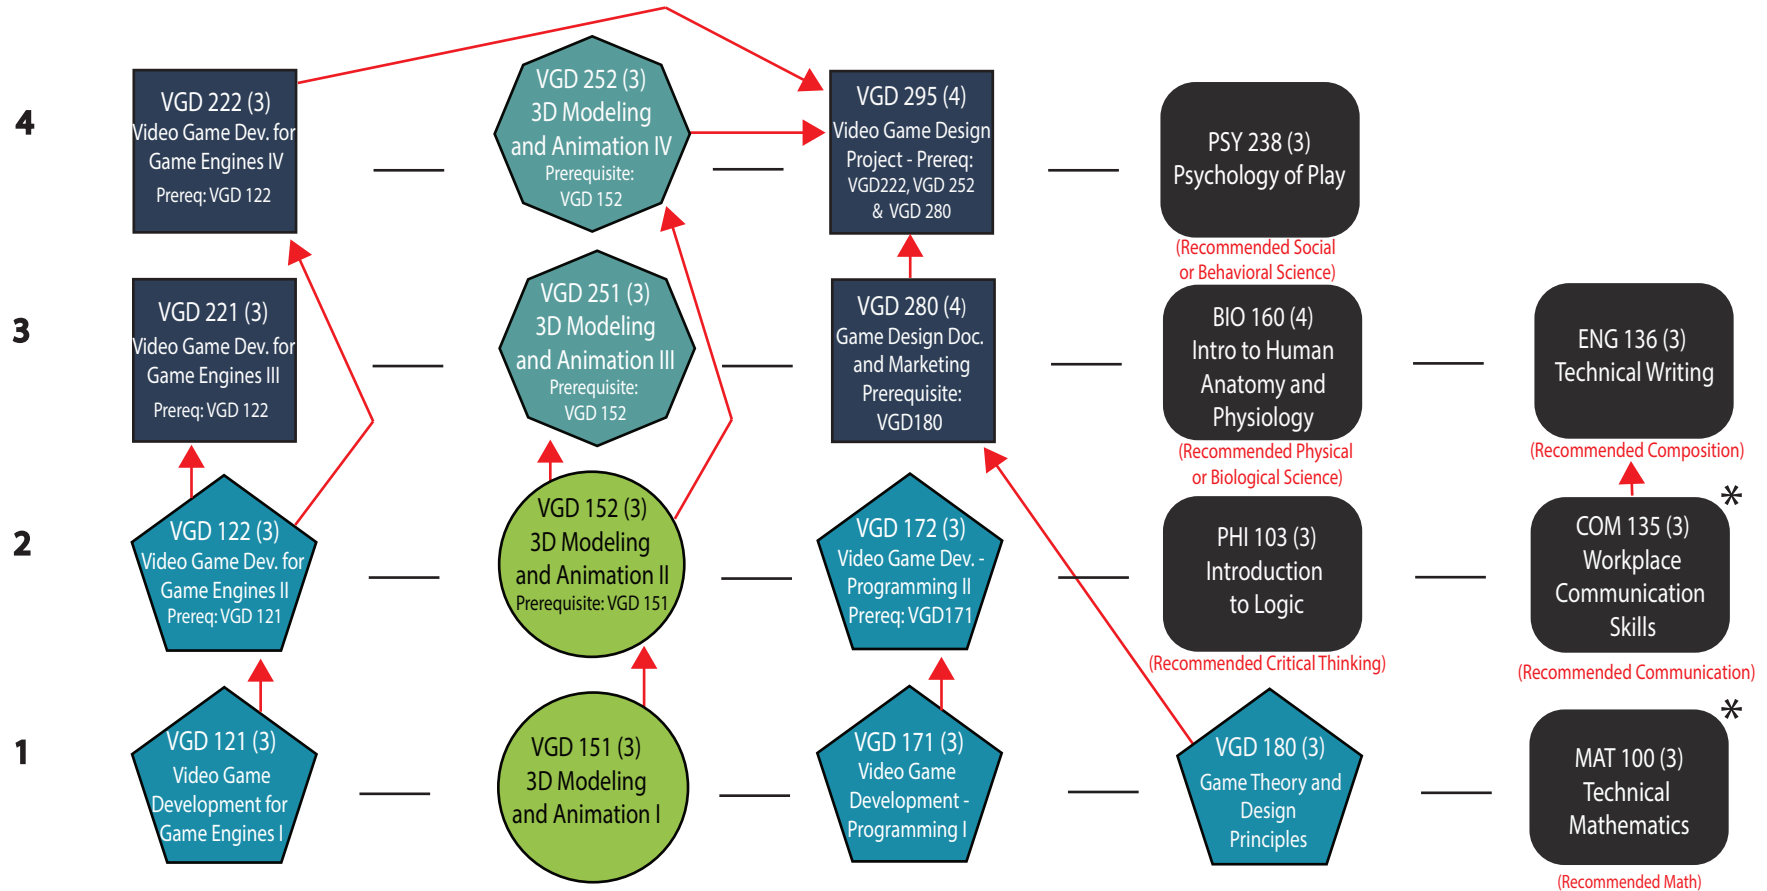 4
VGD 222 (3)
Video Game Dev. for
Game Engines IV
Prereq: VGD 122
VGD 252 (3)
3D Modeling
and Animation IV
Prerequisite:
VGD 152
VGD 295 (4)
Video Game Design
Project - Prereq:
VGD222, VGD 252
& VGD 280
PSY 238 (3)
Psychology of Play
(Recommended Social
or Behavioral Science)
3
VGD 221 (3)
Video Game Dev. for
Game Engines III
Prereq: VGD 122
VGD 251 (3)
3D Modeling
and Animation III
Prerequisite:
VGD 152
VGD 280 (4)
Game Design Doc.
and Marketing
Prerequisite:
VGD180
BIO 160 (4)
Intro to Human
Anatomy and
Physiology
(Recommended Physical
or Biological Science)
ENG 136 (3)
Technical Writing
(Recommended Composition)
2
VGD 122 (3)
Video Game Dev. for
Game Engines II
Prereq: VGD 121
VGD 152 (3)
3D Modeling
and Animation II
Prerequisite: VGD 151
VGD 172 (3)
Video Game Dev. -
Programming II
Prereq: VGD171
PHI 103 (3)
Introduction
to Logic
(Recommended Critical Thinking)
*
COM 135 (3)
Workplace
Communication
Skills
(Recommended Communication)
1
VGD 121 (3)
Video Game
Development for
Game Engines I
VGD 151 (3)
3D Modeling
and Animation I
VGD 171 (3)
Video Game
Development -
Programming I
VGD 180 (3)
Game Theory and
Design
Principles
*
MAT 100 (3)
Technical
Mathematics
(Recommended Math)